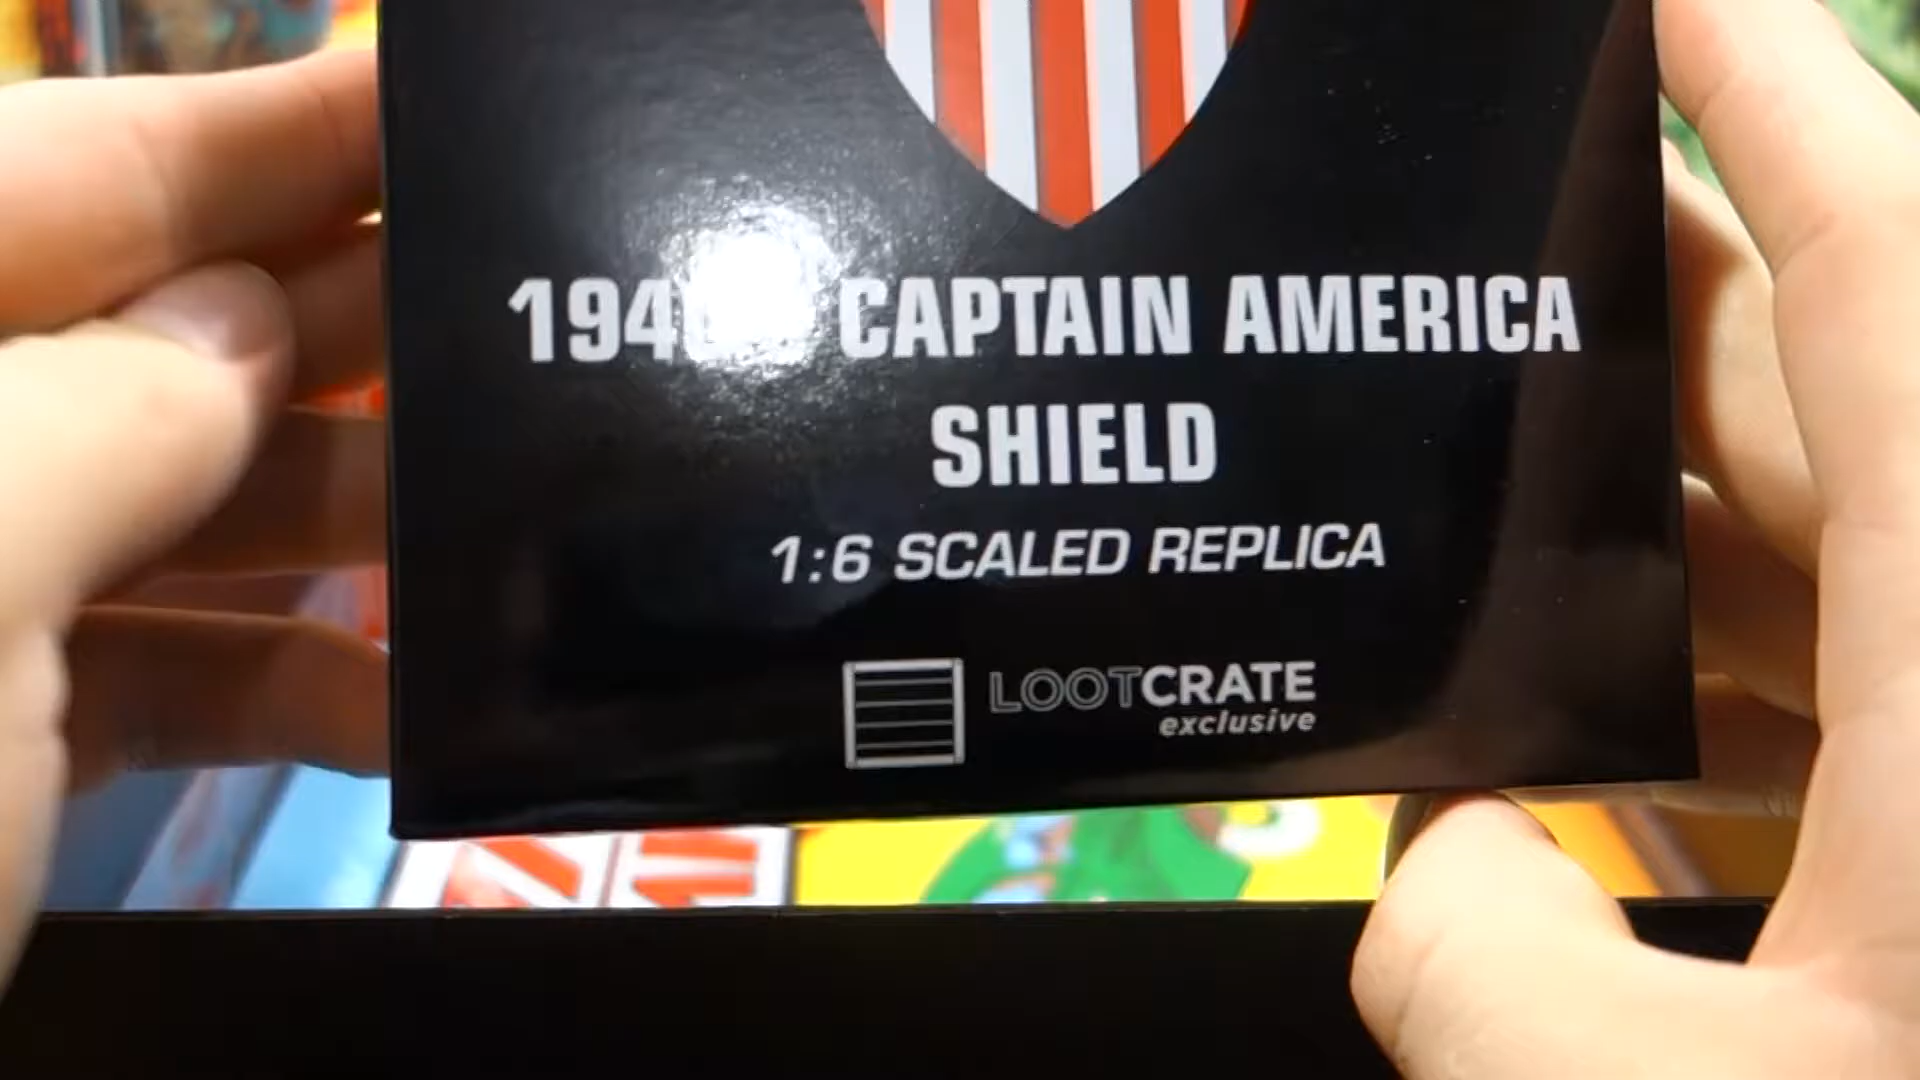 CAPTAIN AMERICA
SHIELD
1:6 SCALED REPLICA
LOOTCRATE
exclusive